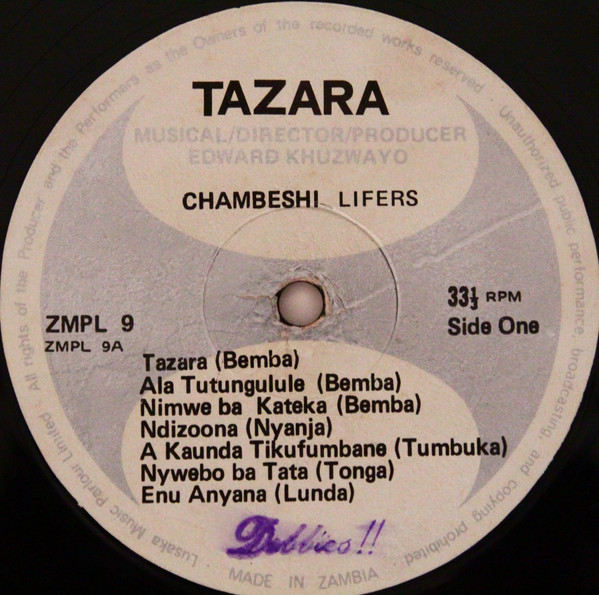 All rights of the Producer and the Performers as the Owners of the recorded works reserved · Unauthorized public performance, broadcasting, and copying prohibited.
TAZARA
MUSICAL/DIRECTOR/PRODUCER
EDWARD KHUZWAYO
CHAMBESHI LIFERS
ZMPL 9
ZMPL 9A
33⅓ RPM
Side One
Tazara (Bemba)
Ala Tutungulule (Bemba)
Nimwe ba Kateka (Bemba)
Ndizoona (Nyanja)
A Kaunda Tikufumbane (Tumbuka)
Nywebo ba Tata (Tonga)
Enu Anyana (Lunda)
Lusaka Music Parlour Limited ·
MADE IN ZAMBIA